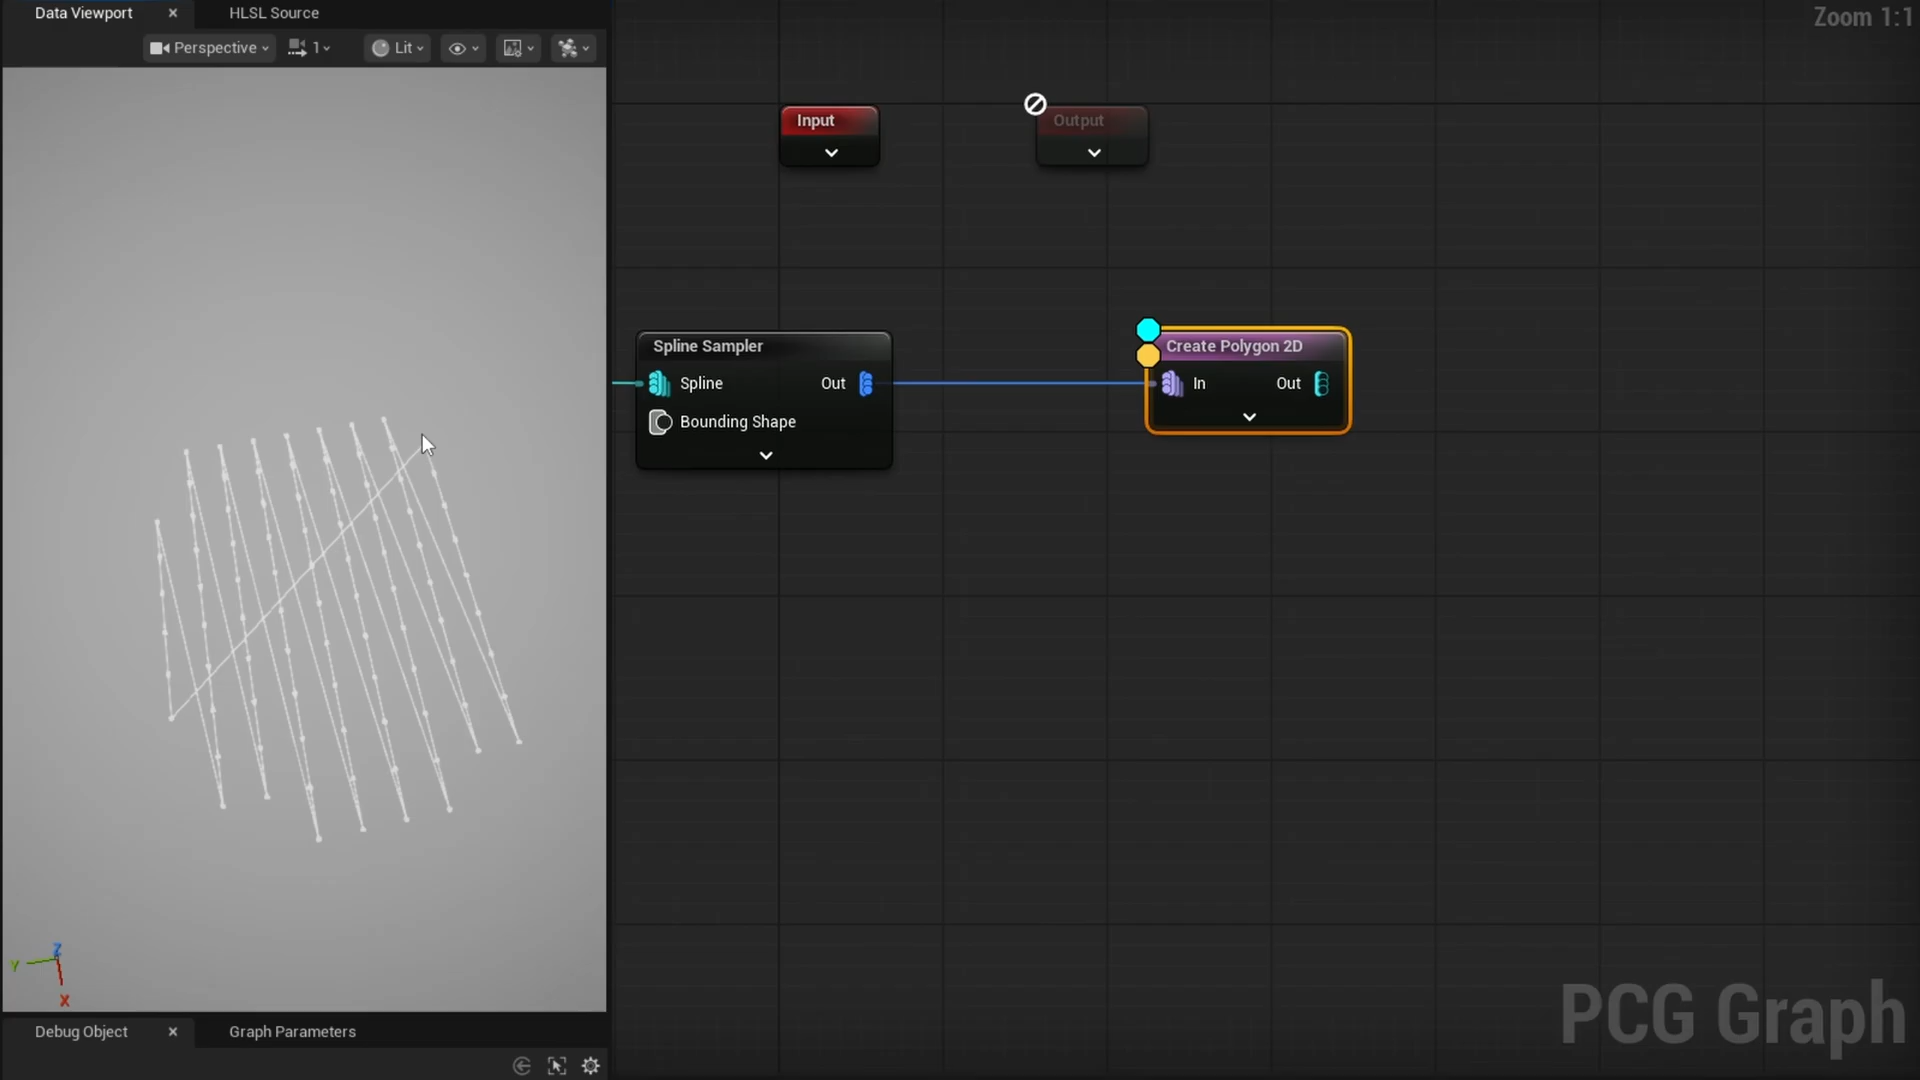 Data Viewport
HLSL Source
Zoom 1:1
Perspective
1
Lit
Input
Output
Spline Sampler
Spline
Out
Bounding Shape
Create Polygon 2D
In
Out
Z
Y
X
Debug Object
Graph Parameters
PCG Graph